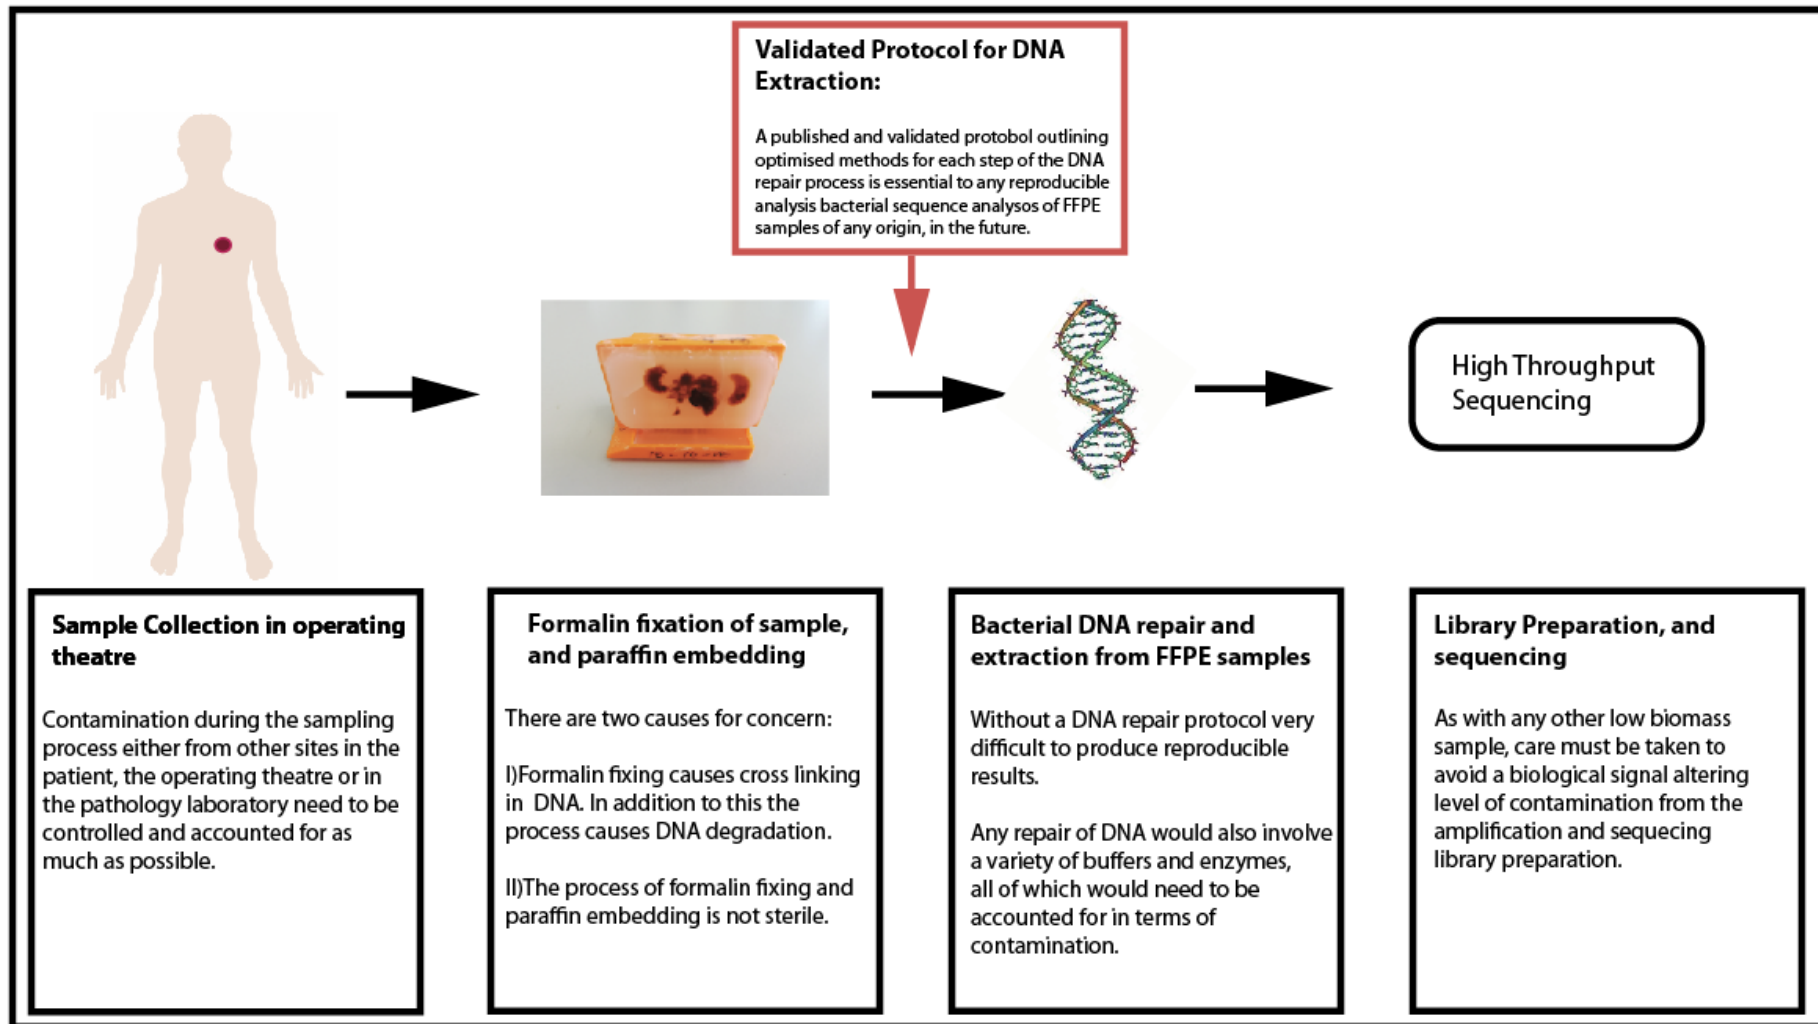 Validated Protocol for DNA
Extraction:
A published and validated protobol outlining
optimised methods for each step of the DNA
repair process is essential to any reproducible
analysis bacterial sequence analysos of FFPE
samples of any origin, in the future.
High Throughput
Sequencing
Sample Collection in operating
theatre
Contamination during the sampling
process either from other sites in the
patient, the operating theatre or in
the pathology laboratory need to be
controlled and accounted for as
much as possible.
Formalin fixation of sample,
and paraffin embedding
There are two causes for concern:
I)Formalin fixing causes cross linking
in DNA. In addition to this the
process causes DNA degradation.
II)The process of formalin fixing and
paraffin embedding is not sterile.
Bacterial DNA repair and
extraction from FFPE samples
Without a DNA repair protocol very
difficult to produce reproducible
results.
Any repair of DNA would also involve
a variety of buffers and enzymes,
all of which would need to be
accounted for in terms of
contamination.
Library Preparation, and
sequencing
As with any other low biomass
sample, care must be taken to
avoid a biological signal altering
level of contamination from the
amplification and sequecing
library preparation.